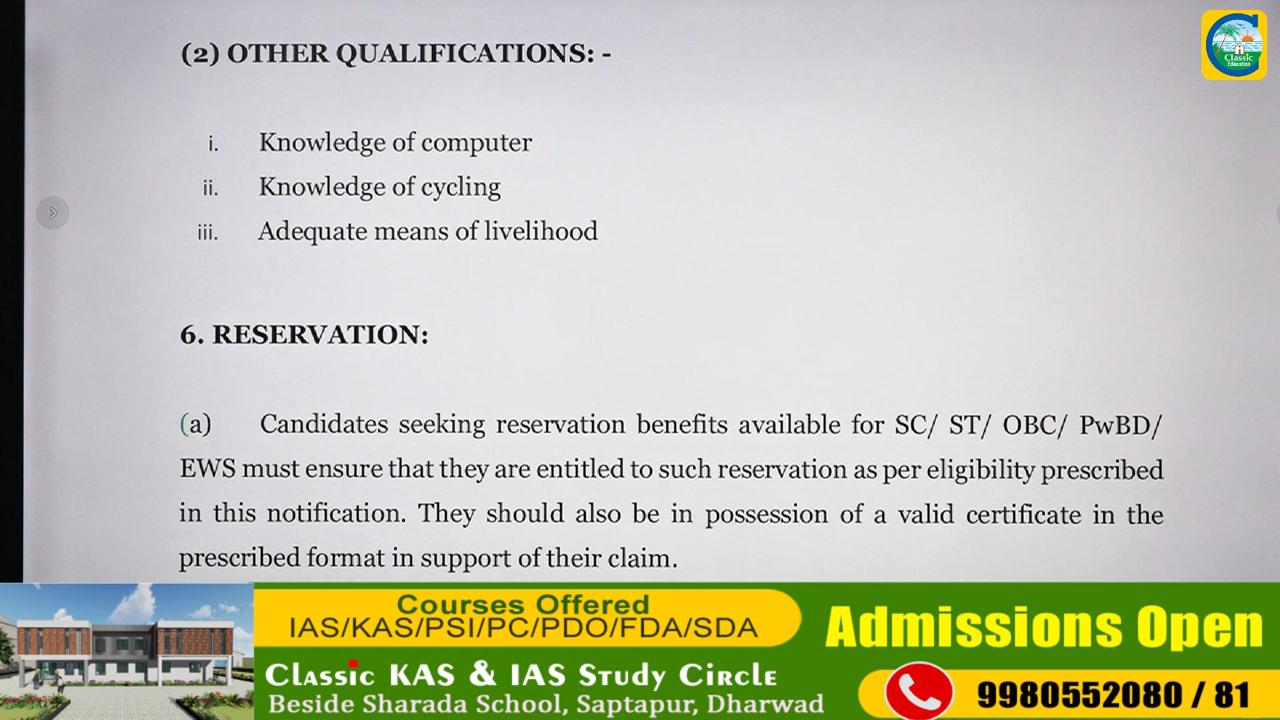 (2) OTHER QUALIFICATIONS: -
i. Knowledge of computer
ii. Knowledge of cycling
iii. Adequate means of livelihood
6. RESERVATION:
(a) Candidates seeking reservation benefits available for SC/ ST/ OBC/ PwBD/
EWS must ensure that they are entitled to such reservation as per eligibility prescribed
in this notification. They should also be in possession of a valid certificate in the
prescribed format in support of their claim.
Classic
Education
Courses Offered
IAS/KAS/PSI/PC/PDO/FDA/SDA
Classic KAS & IAS Study Circle
Beside Sharada School, Saptapur, Dharwad
Admissions Open
9980552080 / 81